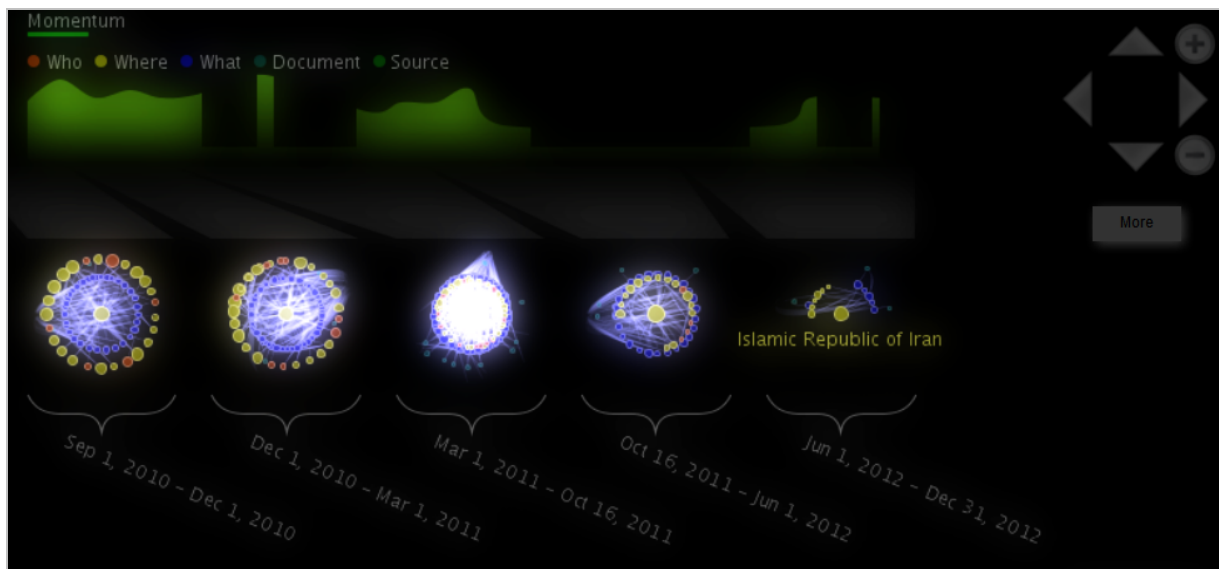 Momentum
Who Where What Document Source
+
−
More
Islamic Republic of Iran
Sep 1, 2010 – Dec 1, 2010
Dec 1, 2010 – Mar 1, 2011
Mar 1, 2011 – Oct 16, 2011
Oct 16, 2011 – Jun 1, 2012
Jun 1, 2012 – Dec 31, 2012